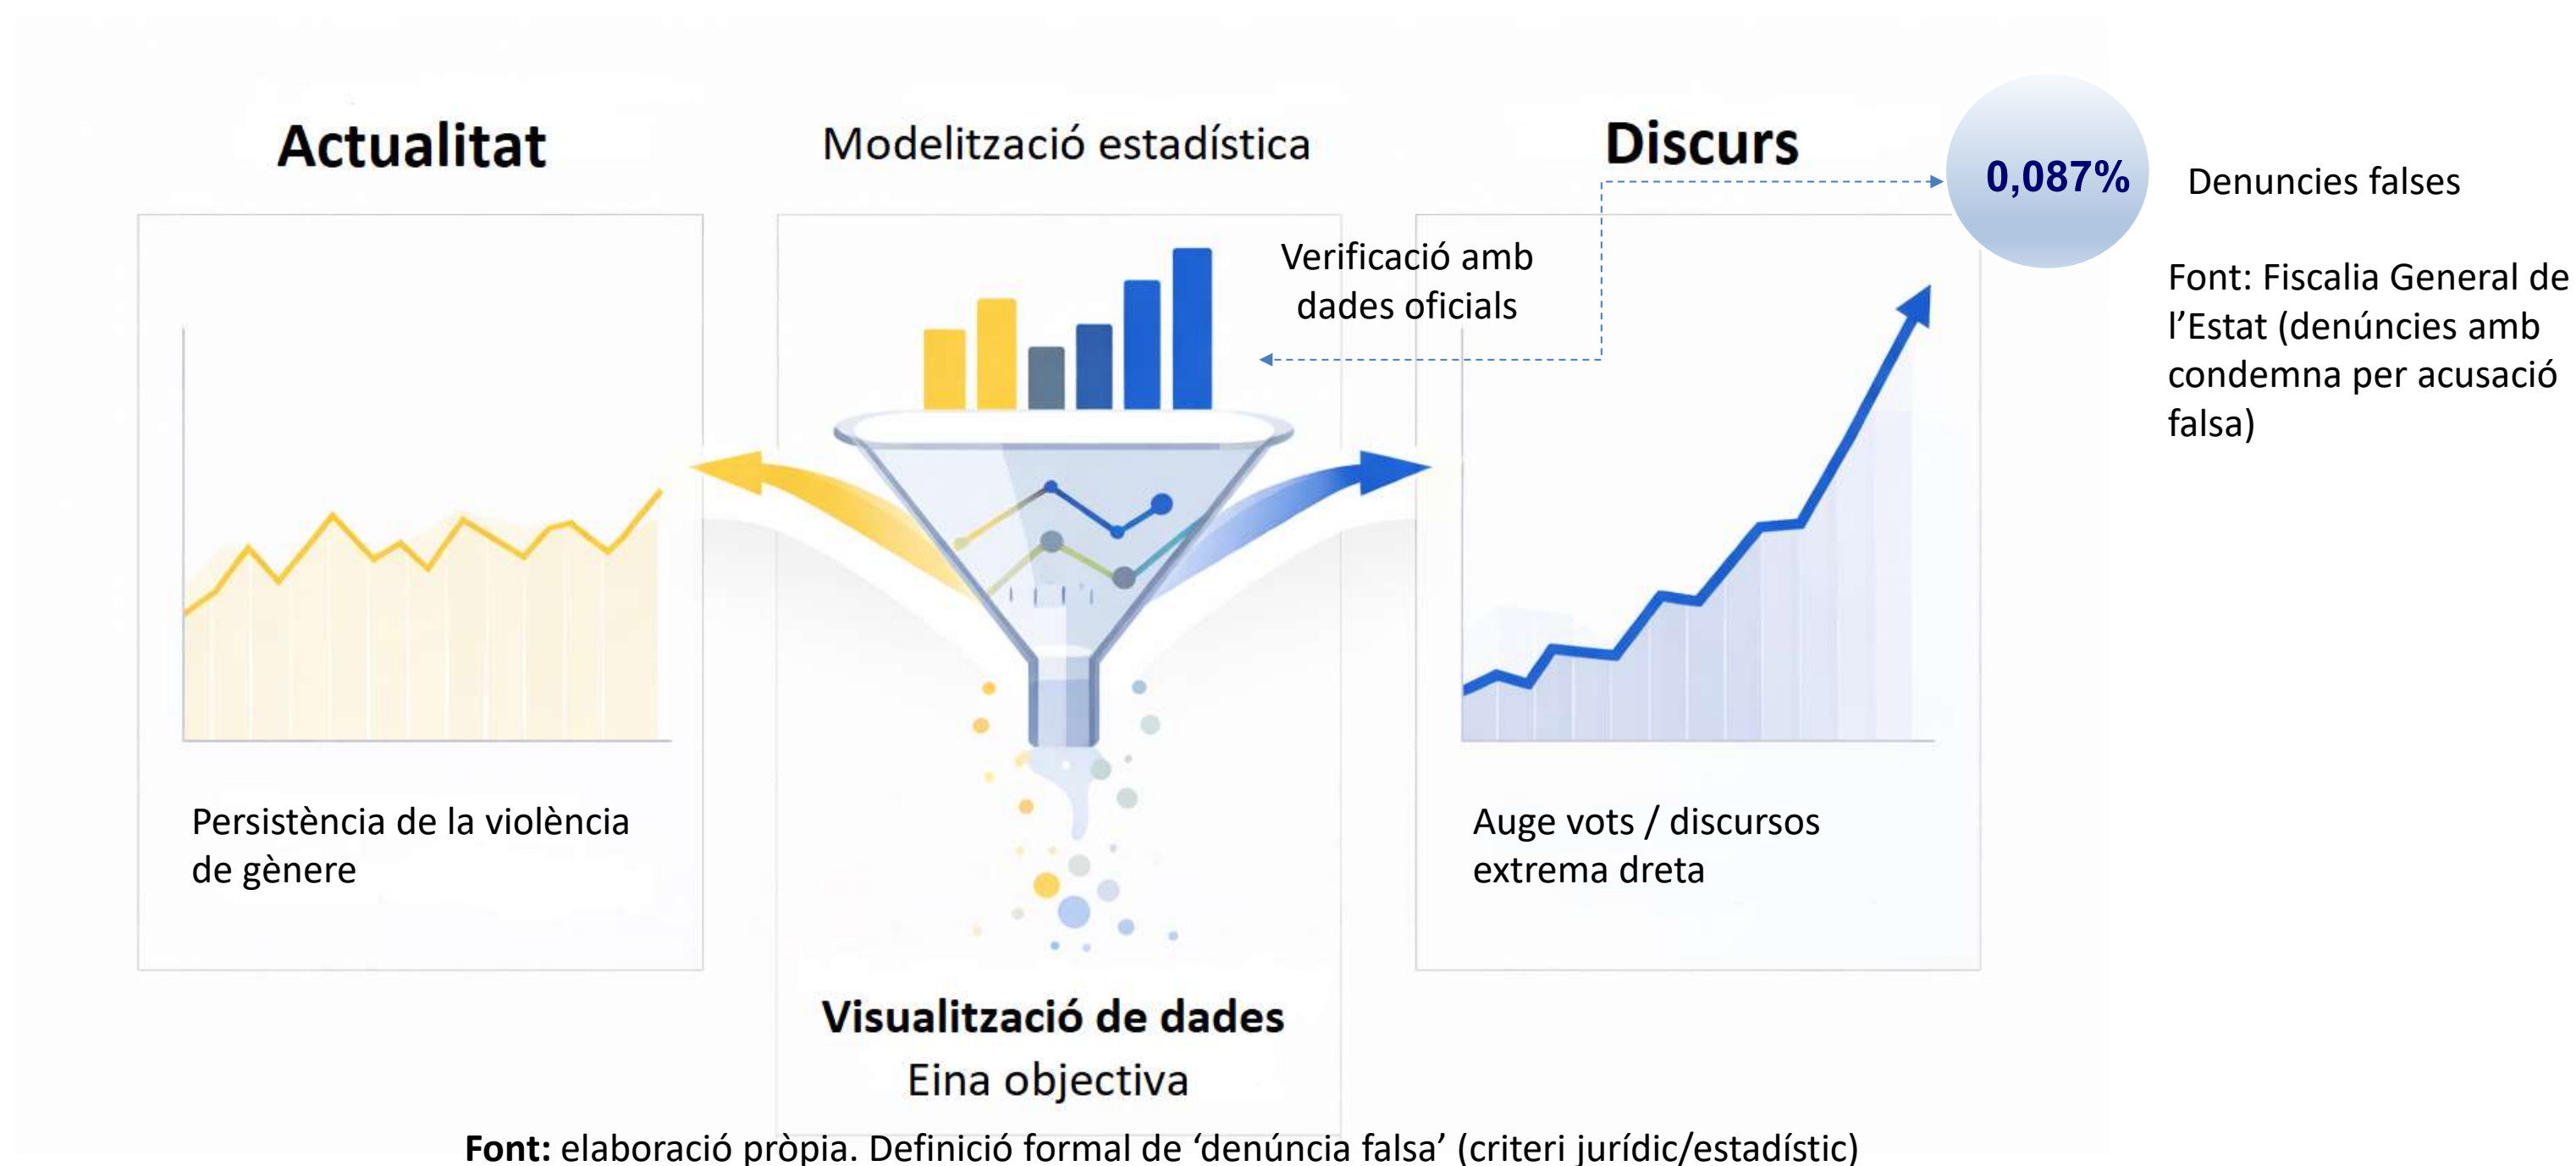 Actualitat
Modelització estadística
Discurs
0,087%
Denuncies falses
Verificació amb
dades oficials
Font: Fiscalia General de
l’Estat (denúncies amb
condemna per acusació
falsa)
Persistència de la violència
de gènere
Auge vots / discursos
extrema dreta
Visualització de dades
Eina objectiva
Font: elaboració pròpia. Definició formal de ‘denúncia falsa’ (criteri jurídic/estadístic)